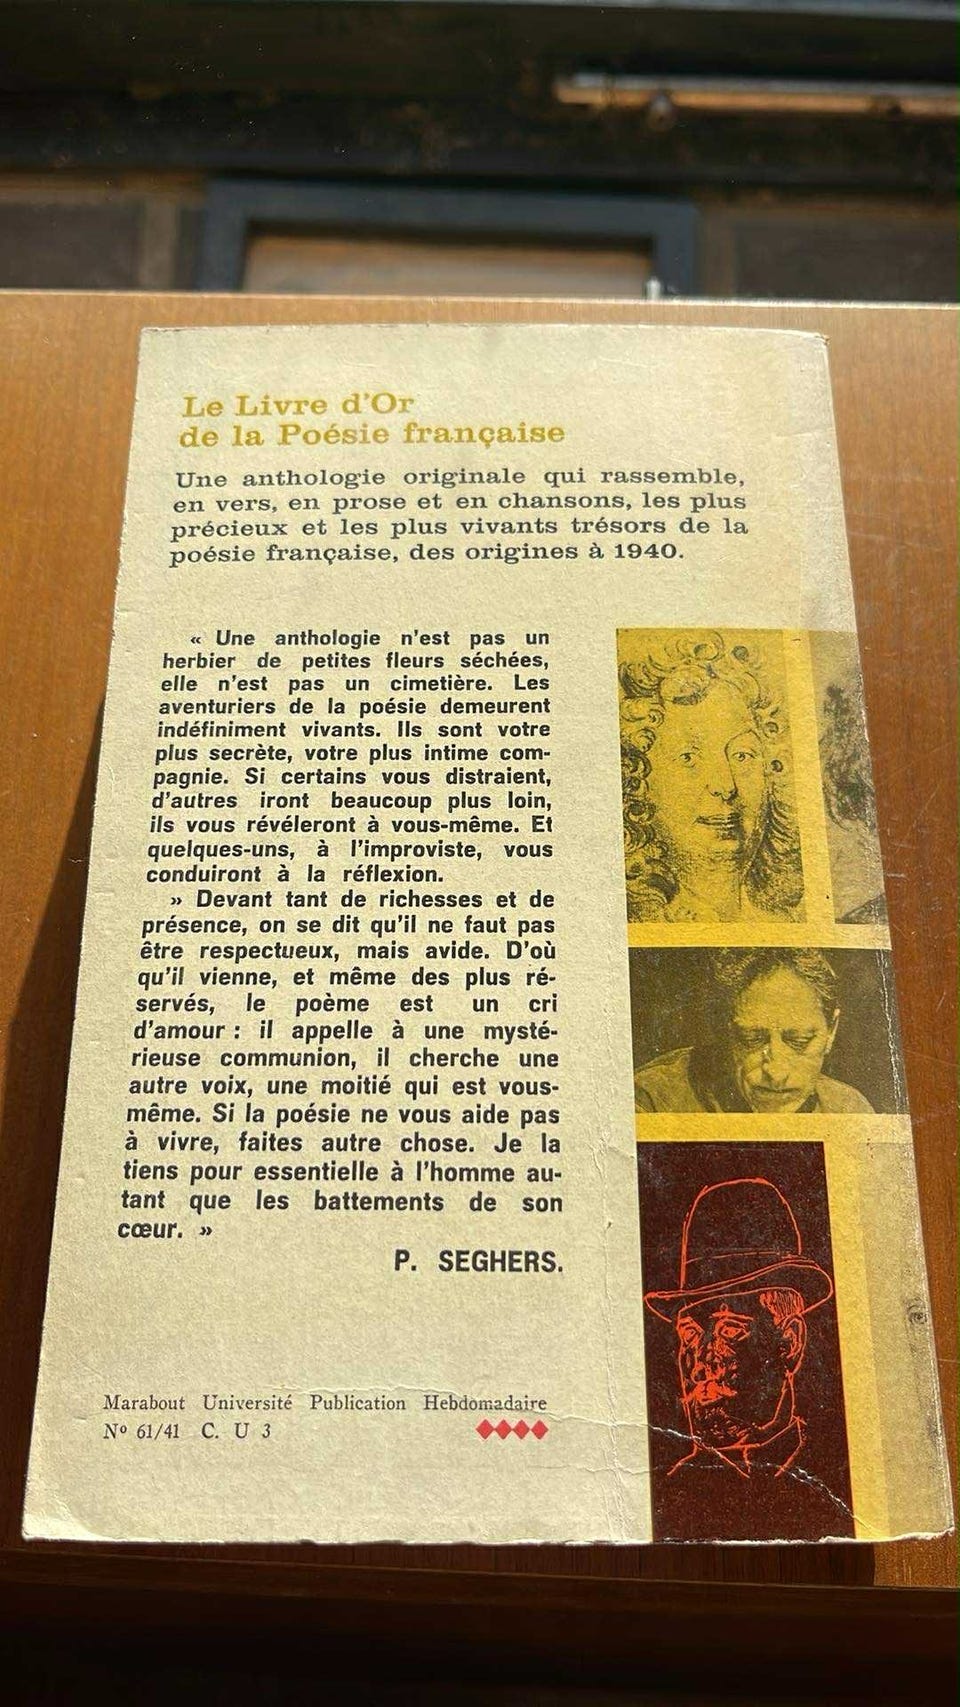 Le Livre d'Or
de la Poésie française
Une anthologie originale qui rassemble,
en vers, en prose et en chansons, les plus
précieux et les plus vivants trésors de la
poésie française, des origines à 1940.
« Une anthologie n'est pas un
herbier de petites fleurs séchées,
elle n'est pas un cimetière. Les
aventuriers de la poésie demeurent
indéfiniment vivants. Ils sont votre
plus secrète, votre plus intime com-
pagnie. Si certains vous distraient,
d'autres iront beaucoup plus loin,
ils vous révéleront à vous-même. Et
quelques-uns, à l'improviste, vous
conduiront à la réflexion.
» Devant tant de richesses et de
présence, on se dit qu'il ne faut pas
être respectueux, mais avide. D'où
qu'il vienne, et même des plus ré-
servés, le poème est un cri
d'amour : il appelle à une mysté-
rieuse communion, il cherche une
autre voix, une moitié qui est vous-
même. Si la poésie ne vous aide pas
à vivre, faites autre chose. Je la
tiens pour essentielle à l'homme au-
tant que les battements de son
cœur. »
P. SEGHERS.
Marabout Université Publication Hebdomadaire
Nº 61/41 C. U 3